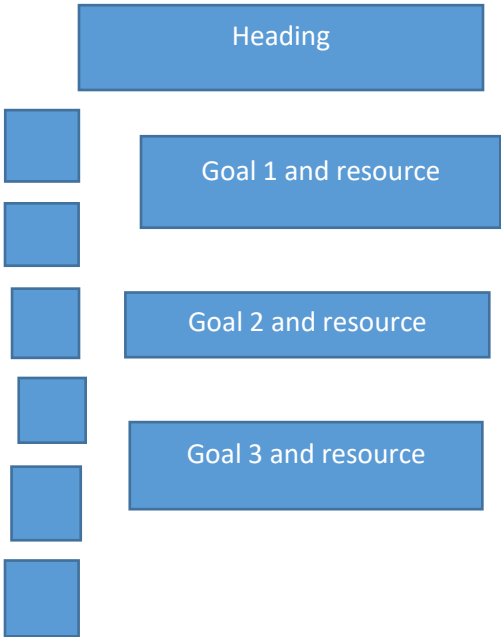 Heading
Goal 1 and resource
Goal 2 and resource
Goal 3 and resource